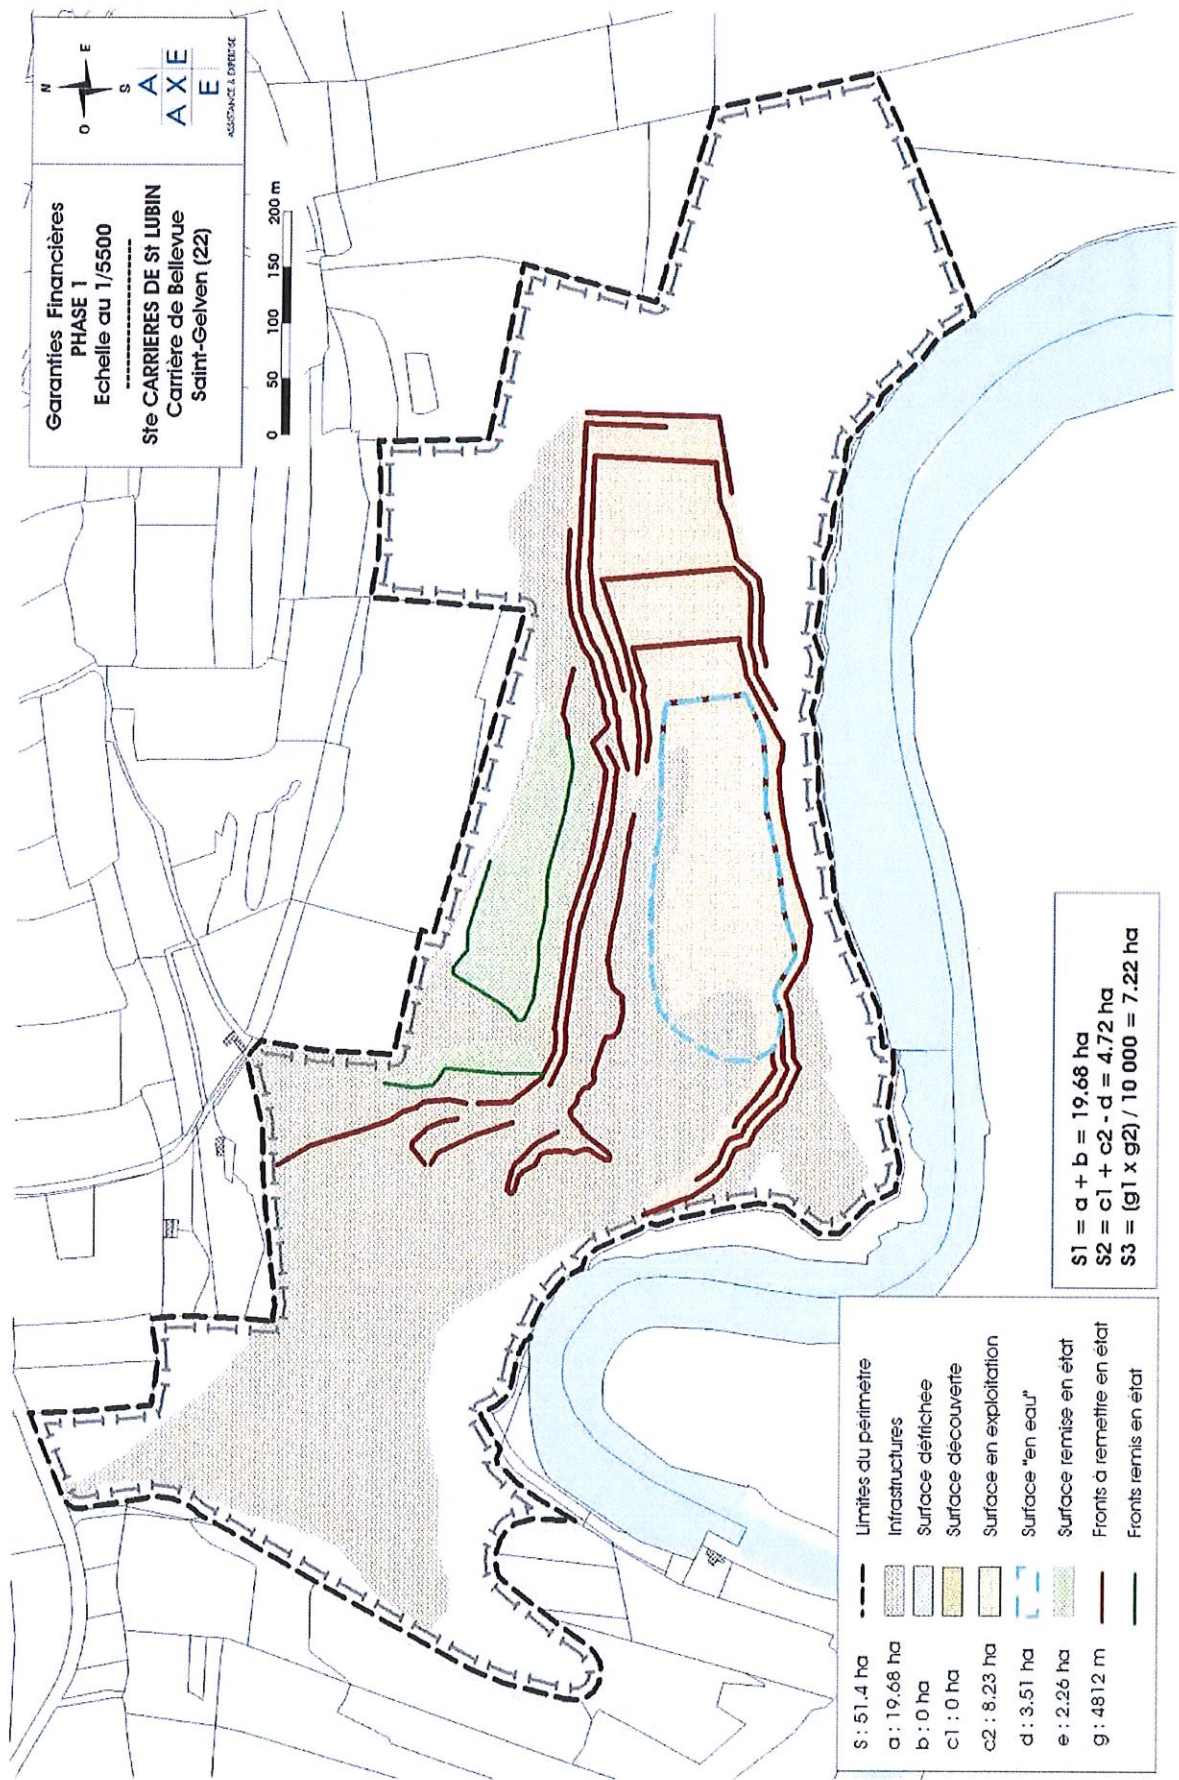 Garanties Financières
PHASE 1
Echelle au 1/5500
Ste CARRIERES DE St LUBIN
Carrière de Bellevue
Saint-Gelven (22)
N
O
E
S
A
A X E
E
ASSISTANCE & EXPERTISE
0 50 100 150 200 m
S : 51.4 ha Limites du périmètre
a : 19.68 ha Infrastructures
b : 0 ha Surface défrichée
c1 : 0 ha Surface découverte
c2 : 8.23 ha Surface en exploitation
d : 3.51 ha Surface "en eau"
e : 2.26 ha Surface remise en état
g : 4812 m Fronts à remettre en état
Fronts remis en état
S1 = a + b = 19.68 ha
S2 = c1 + c2 - d = 4.72 ha
S3 = (g1 x g2) / 10 000 = 7.22 ha